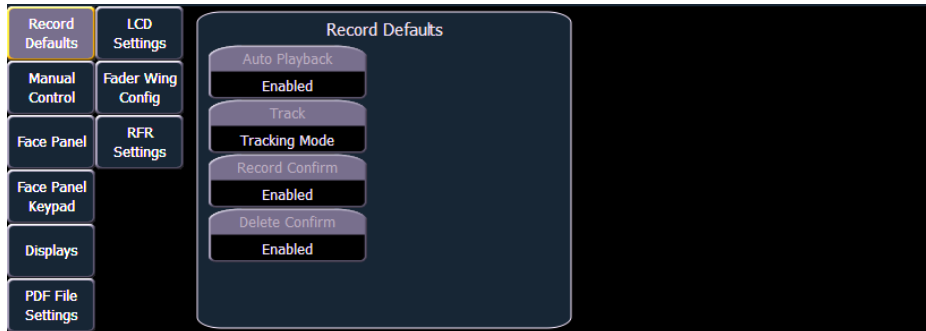 Record
Defaults
LCD
Settings
Manual
Control
Fader Wing
Config
Face Panel
RFR
Settings
Face Panel
Keypad
Displays
PDF File
Settings
Record Defaults
Auto Playback
Enabled
Track
Tracking Mode
Record Confirm
Enabled
Delete Confirm
Enabled